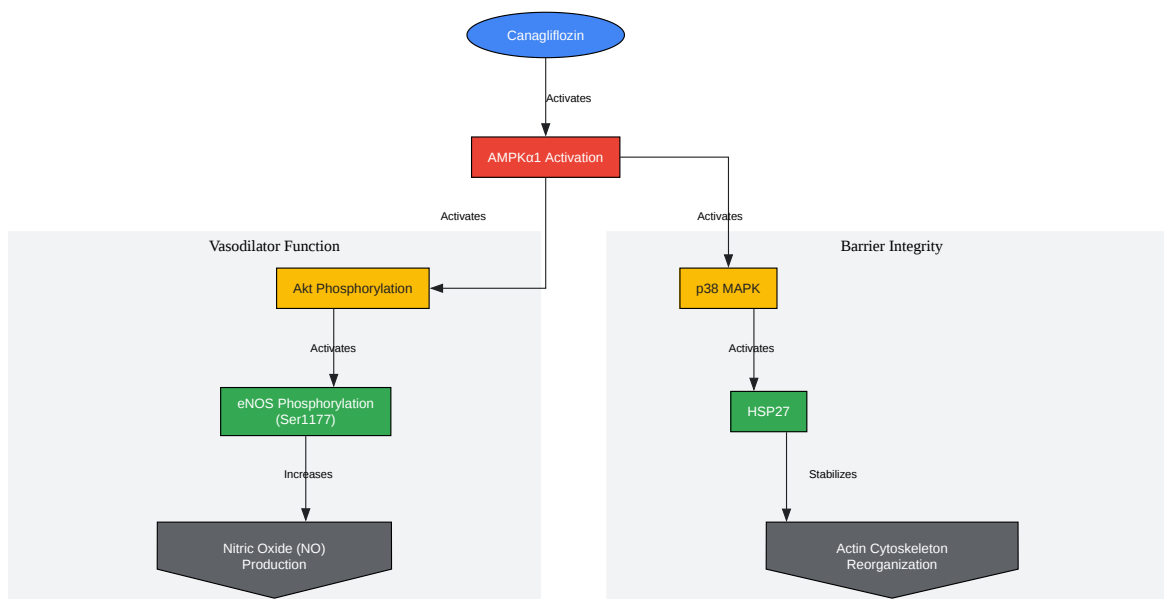 Canagliflozin
Activates
AMPKα1 Activation
Activates
Activates
Vasodilator Function
Barrier Integrity
Akt Phosphorylation
p38 MAPK
Activates
Activates
eNOS Phosphorylation
(Ser1177)
HSP27
Increases
Stabilizes
Nitric Oxide (NO)
Production
Actin Cytoskeleton
Reorganization